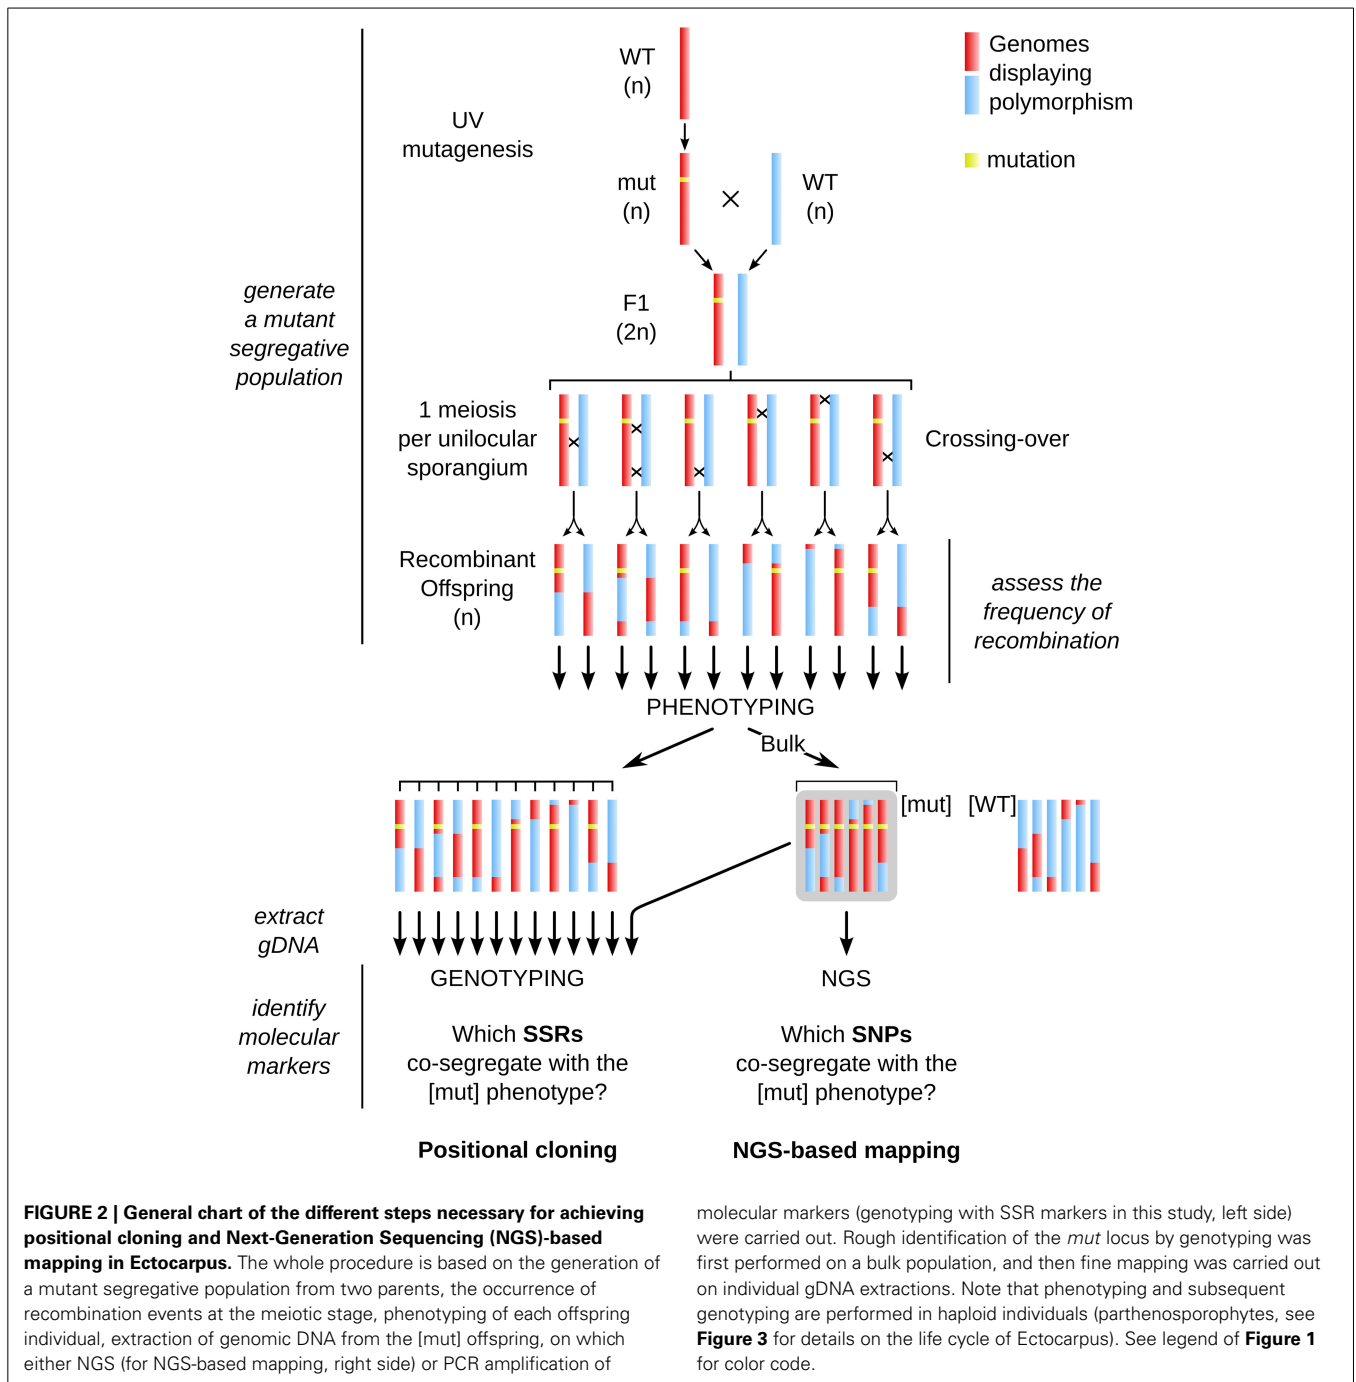 WT
(n)
Genomes
displaying
polymorphism
UV
mutagenesis
mutation
mut
(n)
WT
(n)
generate
a mutant
segregative
population
F1
(2n)
1 meiosis
per unilocular
sporangium
Crossing-over
Recombinant
Offspring
(n)
assess the
frequency of
recombination
PHENOTYPING
Bulk
[mut]
[WT]
extract
gDNA
GENOTYPING
NGS
identify
molecular
markers
Which SSRs
co-segregate with the
[mut] phenotype?
Which SNPs
co-segregate with the
[mut] phenotype?
Positional cloning
NGS-based mapping
FIGURE 2 | General chart of the different steps necessary for achieving
positional cloning and Next-Generation Sequencing (NGS)-based
mapping in Ectocarpus. The whole procedure is based on the generation of
a mutant segregative population from two parents, the occurrence of
recombination events at the meiotic stage, phenotyping of each offspring
individual, extraction of genomic DNA from the [mut] offspring, on which
either NGS (for NGS-based mapping, right side) or PCR amplification of
molecular markers (genotyping with SSR markers in this study, left side)
were carried out. Rough identification of the mut locus by genotyping was
first performed on a bulk population, and then fine mapping was carried out
on individual gDNA extractions. Note that phenotyping and subsequent
genotyping are performed in haploid individuals (parthenosporophytes, see
Figure 3 for details on the life cycle of Ectocarpus). See legend of Figure 1
for color code.